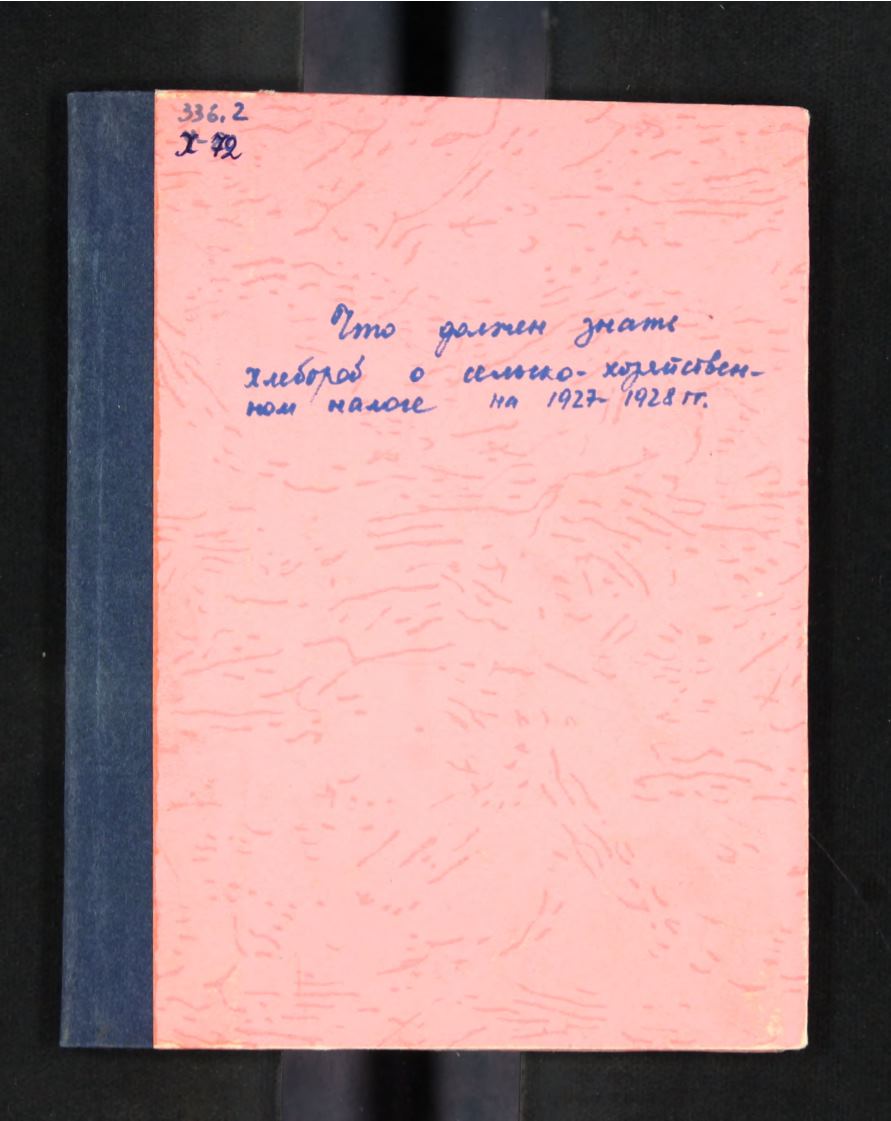 336.2
Х-72
Что должен знать
хлебороб о сельско-хозяйствен-
ном налоге на 1927-1928 гг.